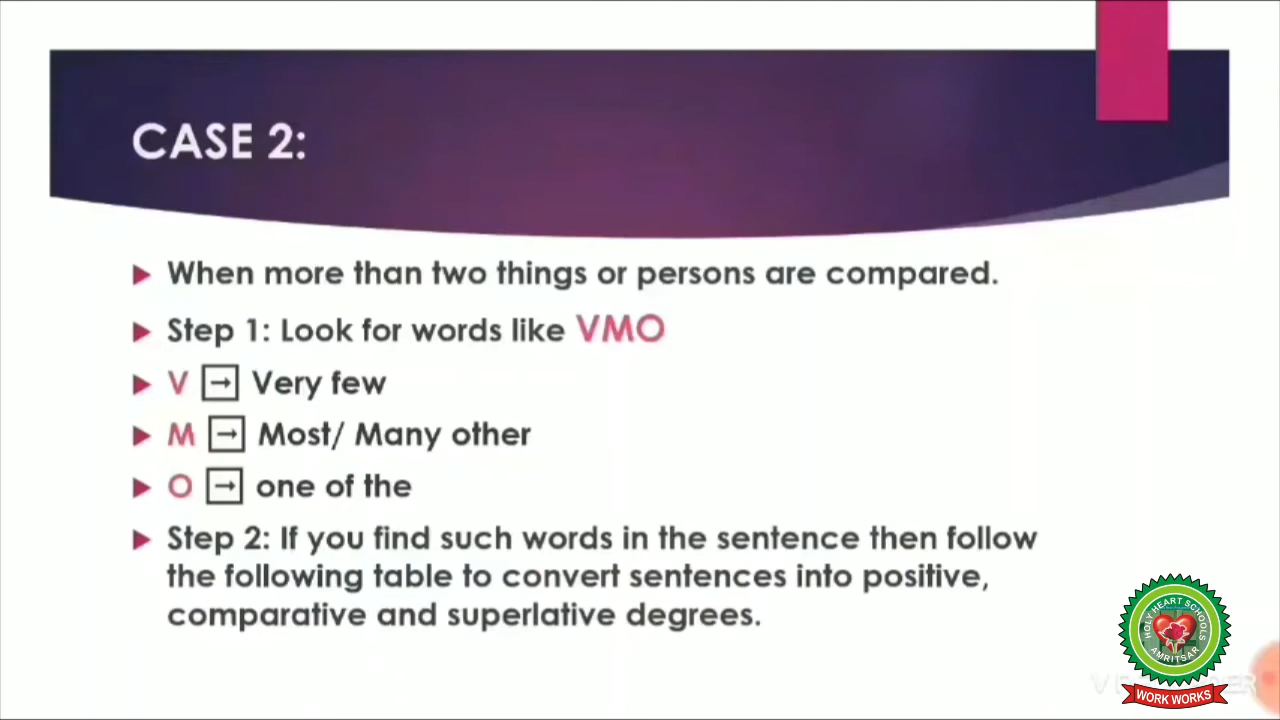 CASE 2:
When more than two things or persons are compared.
Step 1: Look for words like VMO
V → Very few
M → Most/ Many other
O → one of the
Step 2: If you find such words in the sentence then follow
the following table to convert sentences into positive,
comparative and superlative degrees.
HOLY HEART SCHOOLS
AMRITSAR
WORK WORKS